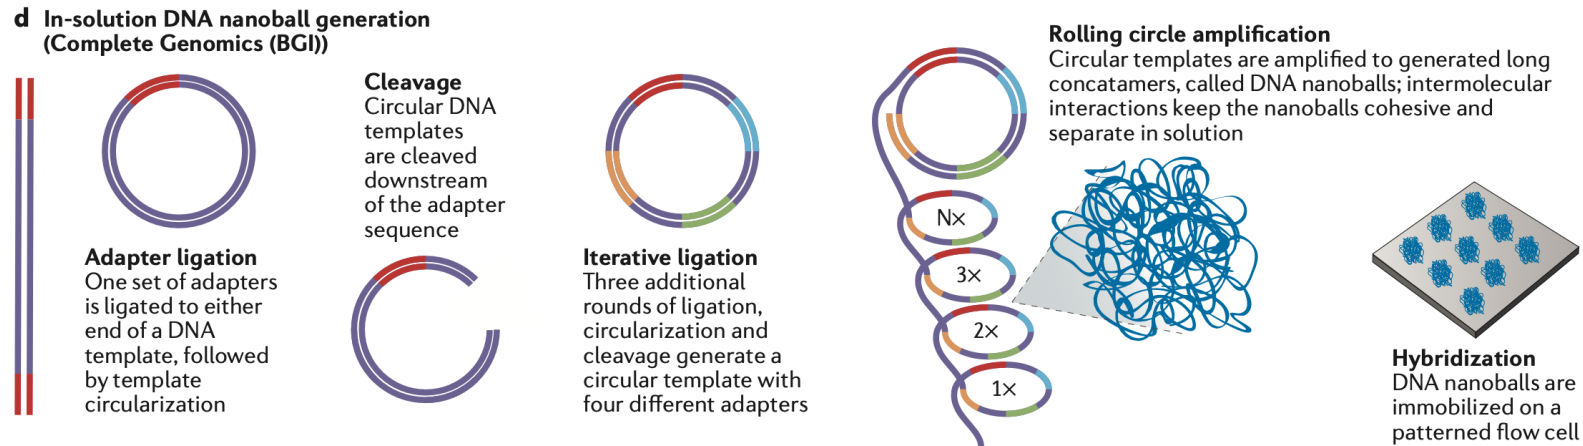 d In-solution DNA nanoball generation
(Complete Genomics (BGI))
Adapter ligation
One set of adapters
is ligated to either
end of a DNA
template, followed
by template
circularization
Cleavage
Circular DNA
templates
are cleaved
downstream
of the adapter
sequence
Iterative ligation
Three additional
rounds of ligation,
circularization and
cleavage generate a
circular template with
four different adapters
Rolling circle amplification
Circular templates are amplified to generated long
concatamers, called DNA nanoballs; intermolecular
interactions keep the nanoballs cohesive and
separate in solution
N×
3×
2×
1×
Hybridization
DNA nanoballs are
immobilized on a
patterned flow cell